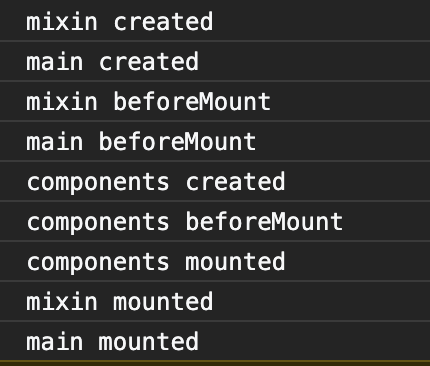 mixin created
main created
mixin beforeMount
main beforeMount
components created
components beforeMount
components mounted
mixin mounted
main mounted